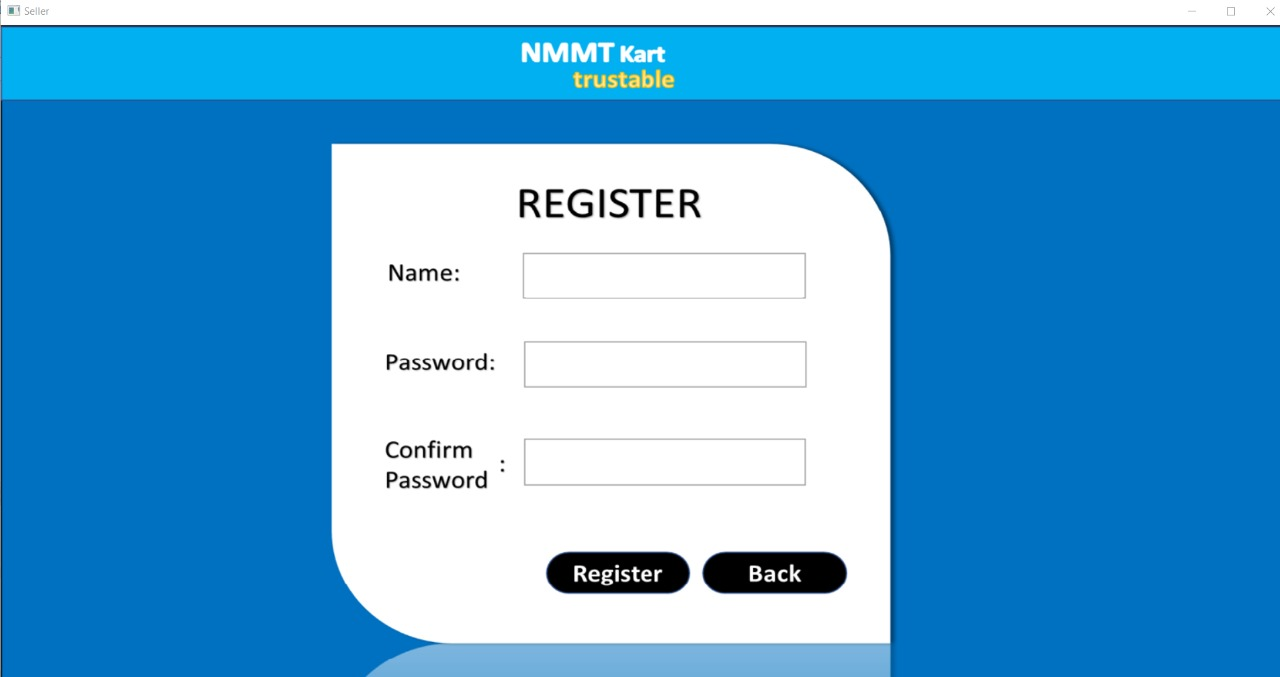 Seller
NMMT Kart
trustable
REGISTER
Name:
Password:
Confirm
Password :
Register
Back